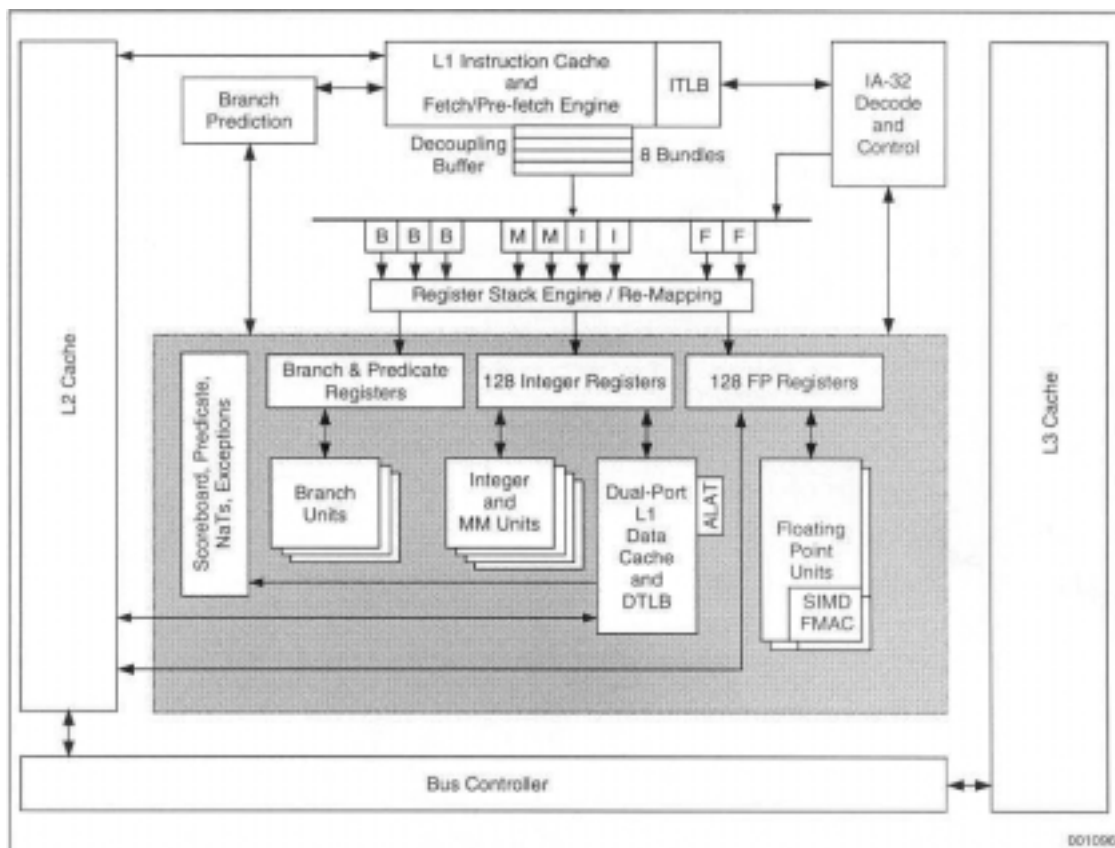 L1 Instruction Cache
and
Fetch/Pre-fetch Engine
ITLB
IA-32
Decode
and
Control
Branch
Prediction
Decoupling
Buffer
8 Bundles
B B B M M I I F F
Register Stack Engine / Re-Mapping
L2 Cache
L3 Cache
Scoreboard, Predicate,
NaTs, Exceptions
Branch & Predicate
Registers
128 Integer Registers
128 FP Registers
Branch
Units
Integer
and
MM Units
Dual-Port
L1
Data
Cache
and
DTLB
ALAT
Floating
Point
Units
SIMD
FMAC
Bus Controller
001096